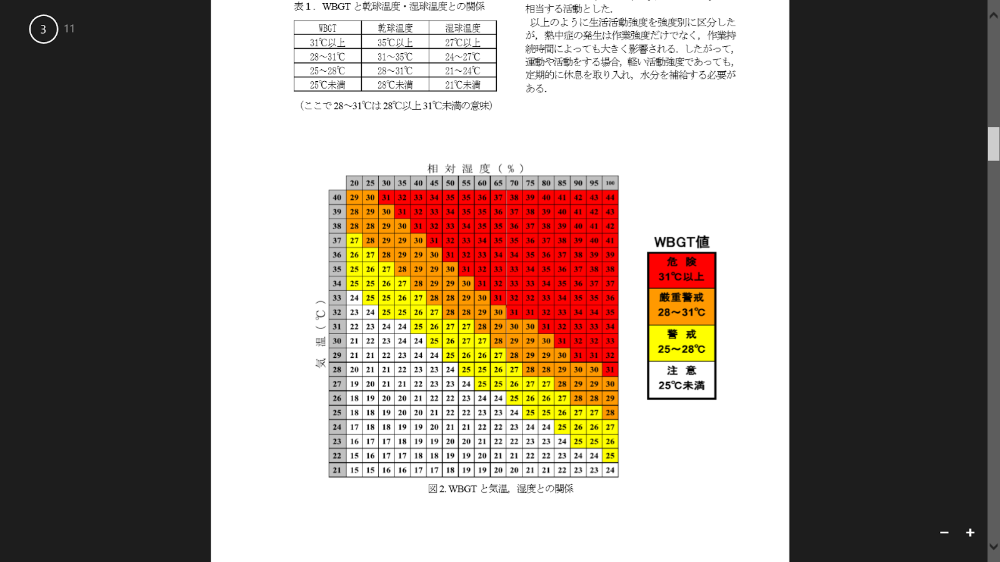 3 11
表１．WBGT と乾球温度・湿球温度との関係
WBGT 乾球温度 湿球温度
31℃以上 35℃以上 27℃以上
28～31℃ 31～35℃ 24～27℃
25～28℃ 28～31℃ 21～24℃
25℃未満 28℃未満 21℃未満
（ここで 28～31℃は 28℃以上 31℃未満の意味）
相当する活動とした．
以上のように生活活動強度を強度別に区分した
が，熱中症の発生は作業強度だけでなく，作業持
続時間によっても大きく影響される．したがって，
運動や活動をする場合，軽い活動強度であっても，
定期的に休息を取り入れ，水分を補給する必要が
ある．
相 対 湿 度 ( % )
20 25 30 35 40 45 50 55 60 65 70 75 80 85 90 95 100
40 29 30 31 32 33 34 35 35 36 37 38 39 40 41 42 43 44
39 28 29 30 31 32 33 34 35 35 36 37 38 39 40 41 42 43
38 28 28 29 30 31 32 33 34 35 35 36 37 38 39 40 41 42
37 27 28 29 29 30 31 32 33 34 35 35 36 37 38 39 40 41
36 26 27 28 29 29 30 31 32 33 34 34 35 36 37 38 39 39
35 25 26 27 28 29 29 30 31 32 33 33 34 35 36 37 38 38
34 25 25 26 27 28 29 29 30 31 32 33 33 34 35 36 37 37
33 24 25 25 26 27 28 28 29 30 31 32 32 33 34 35 35 36
32 23 24 25 25 26 27 28 28 29 30 31 31 32 33 34 34 35
31 22 23 24 24 25 26 27 27 28 29 30 30 31 32 33 33 34
30 21 22 23 24 24 25 26 27 27 28 29 29 30 31 32 32 33
29 21 21 22 23 24 24 25 26 26 27 28 29 29 30 31 31 32
28 20 21 21 22 23 23 24 25 25 26 27 28 28 29 30 30 31
27 19 20 21 21 22 23 23 24 25 25 26 27 27 28 29 29 30
26 18 19 20 20 21 22 22 23 24 24 25 26 26 27 28 28 29
25 18 18 19 20 20 21 22 22 23 23 24 25 25 26 27 27 28
24 17 18 18 19 19 20 21 21 22 22 23 24 24 25 26 26 27
23 16 17 17 18 19 19 20 20 21 22 22 23 23 24 25 25 26
22 15 16 17 17 18 18 19 19 20 21 21 22 22 23 24 24 25
21 15 15 16 16 17 17 18 19 19 20 20 21 21 22 23 23 24
気 温 ( ℃ )
WBGT値
危 険
31℃以上
厳重警戒
28～31℃
警 戒
25～28℃
注 意
25℃未満
図 2. WBGT と気温，湿度との関係